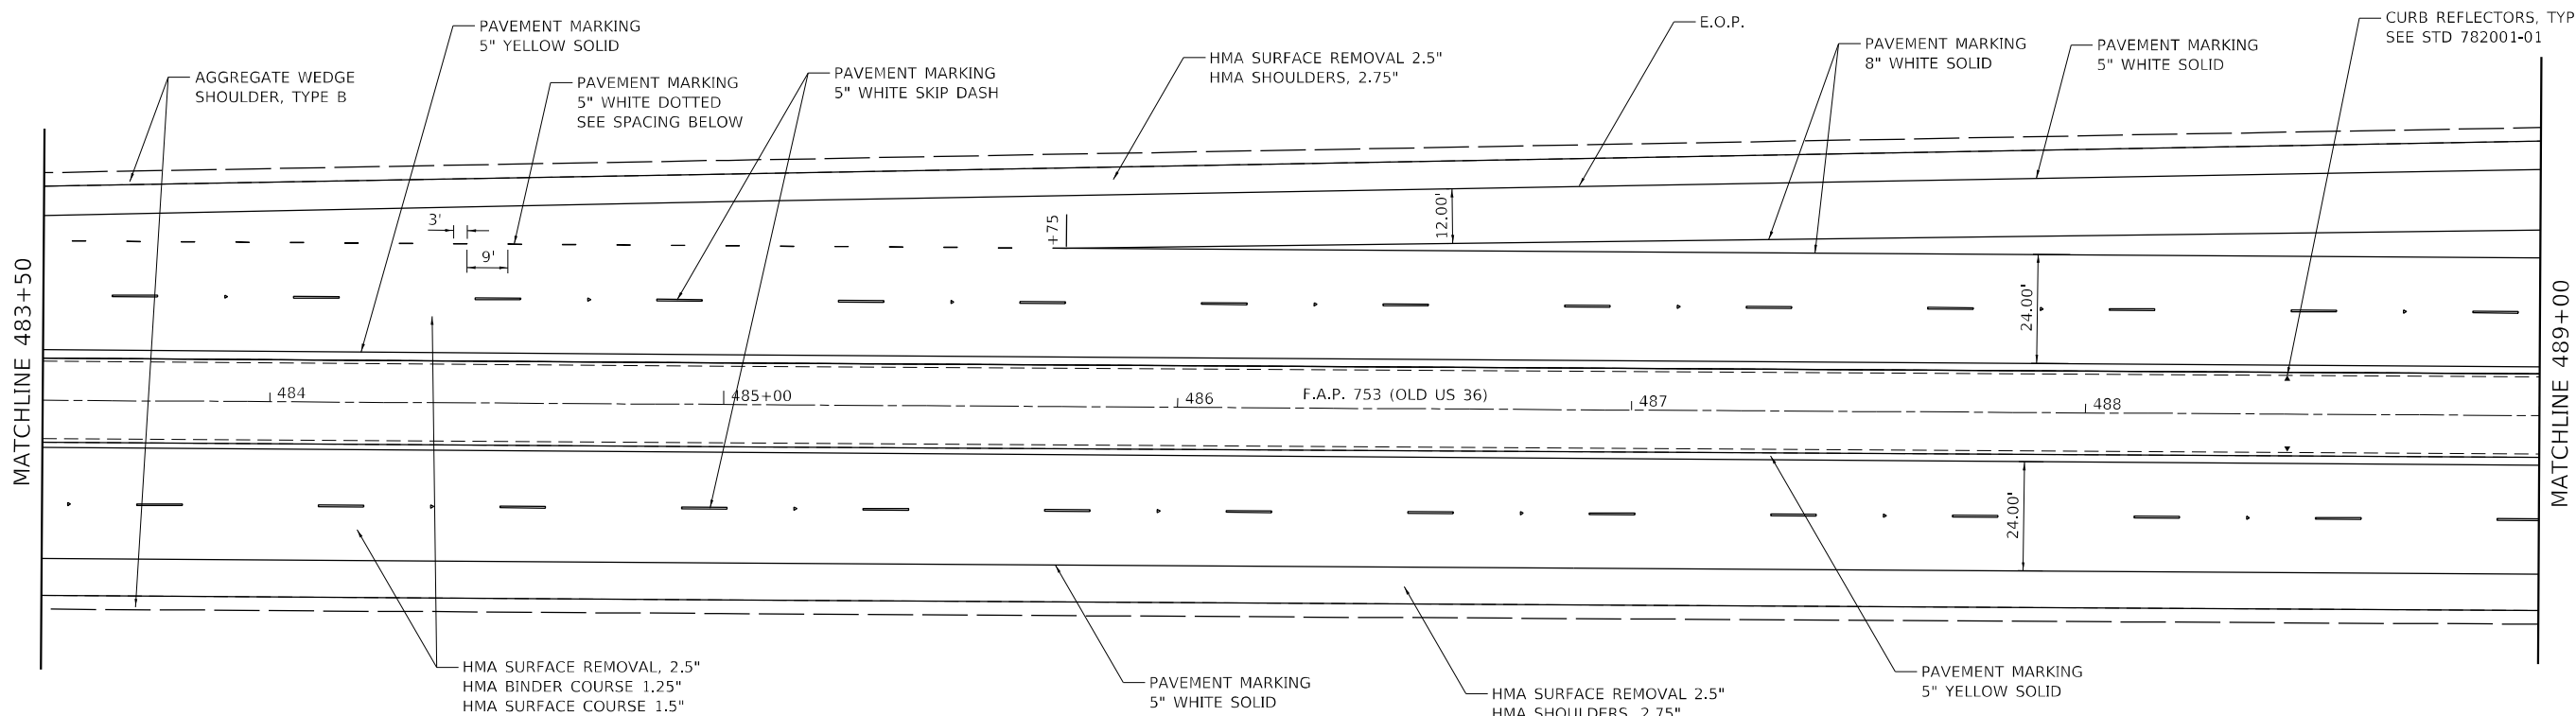 PAVEMENT MARKING
5" YELLOW SOLID
E.O.P.
CURB REFLECTORS, TYP
SEE STD 782001-01
AGGREGATE WEDGE
SHOULDER, TYPE B
PAVEMENT MARKING
5" WHITE DOTTED
SEE SPACING BELOW
PAVEMENT MARKING
5" WHITE SKIP DASH
HMA SURFACE REMOVAL 2.5"
HMA SHOULDERS, 2.75"
PAVEMENT MARKING
8" WHITE SOLID
PAVEMENT MARKING
5" WHITE SOLID
3'
9'
+75
12.00'
24.00'
MATCHLINE 483+50
MATCHLINE 489+00
484
485+00
486
F.A.P. 753 (OLD US 36)
487
488
24.00'
HMA SURFACE REMOVAL, 2.5"
HMA BINDER COURSE 1.25"
HMA SURFACE COURSE 1.5"
PAVEMENT MARKING
5" WHITE SOLID
HMA SURFACE REMOVAL 2.5"
HMA SHOULDERS, 2.75"
PAVEMENT MARKING
5" YELLOW SOLID